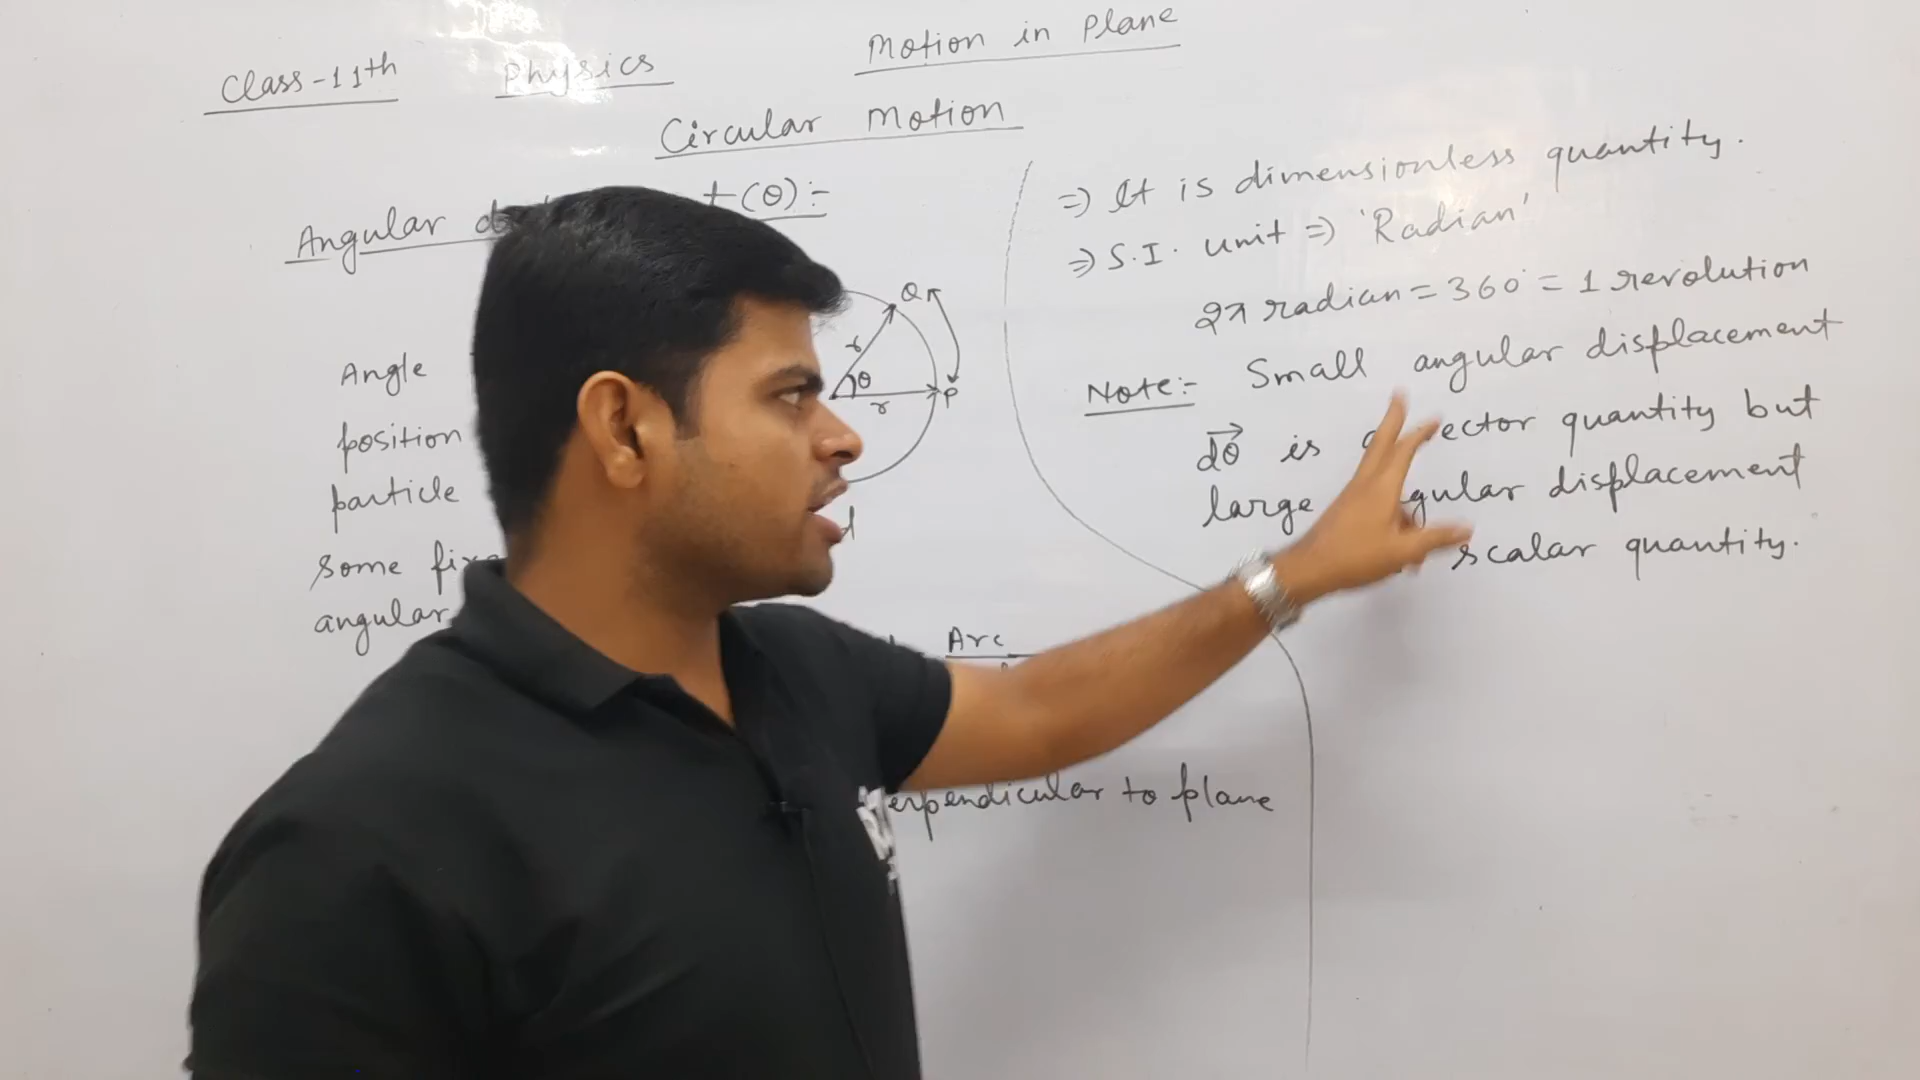 Class-11th Physics Motion in Plane
Circular Motion
Angular t (θ):-
Angle
position
particle
some
angular
Q
r
θ
r
P
Arc
perpendicular to plane
=> It is dimensionless quantity.
=> S.I. unit => 'Radian'
2π radian = 360° = 1 revolution
Note:- Small angular displacement
dθ⃗ is a vector quantity but
large angular displacement
scalar quantity.